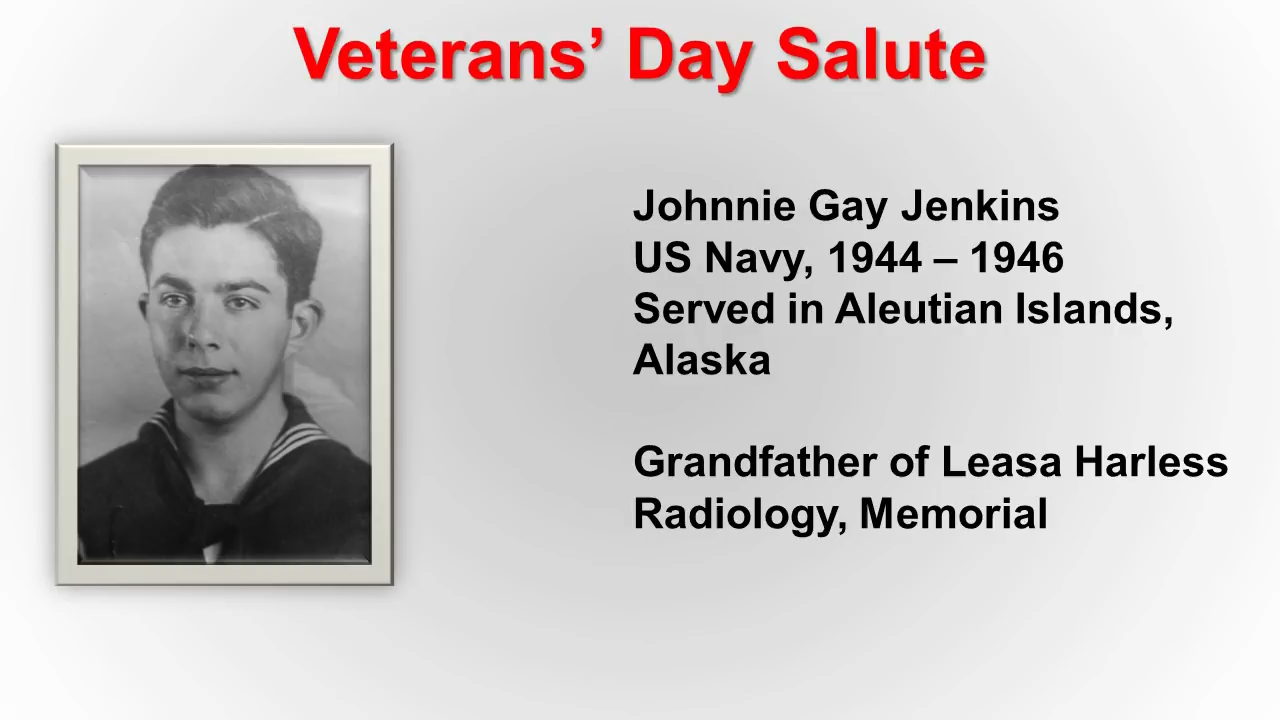 Veterans’ Day Salute
Johnnie Gay Jenkins
US Navy, 1944 – 1946
Served in Aleutian Islands,
Alaska
Grandfather of Leasa Harless
Radiology, Memorial